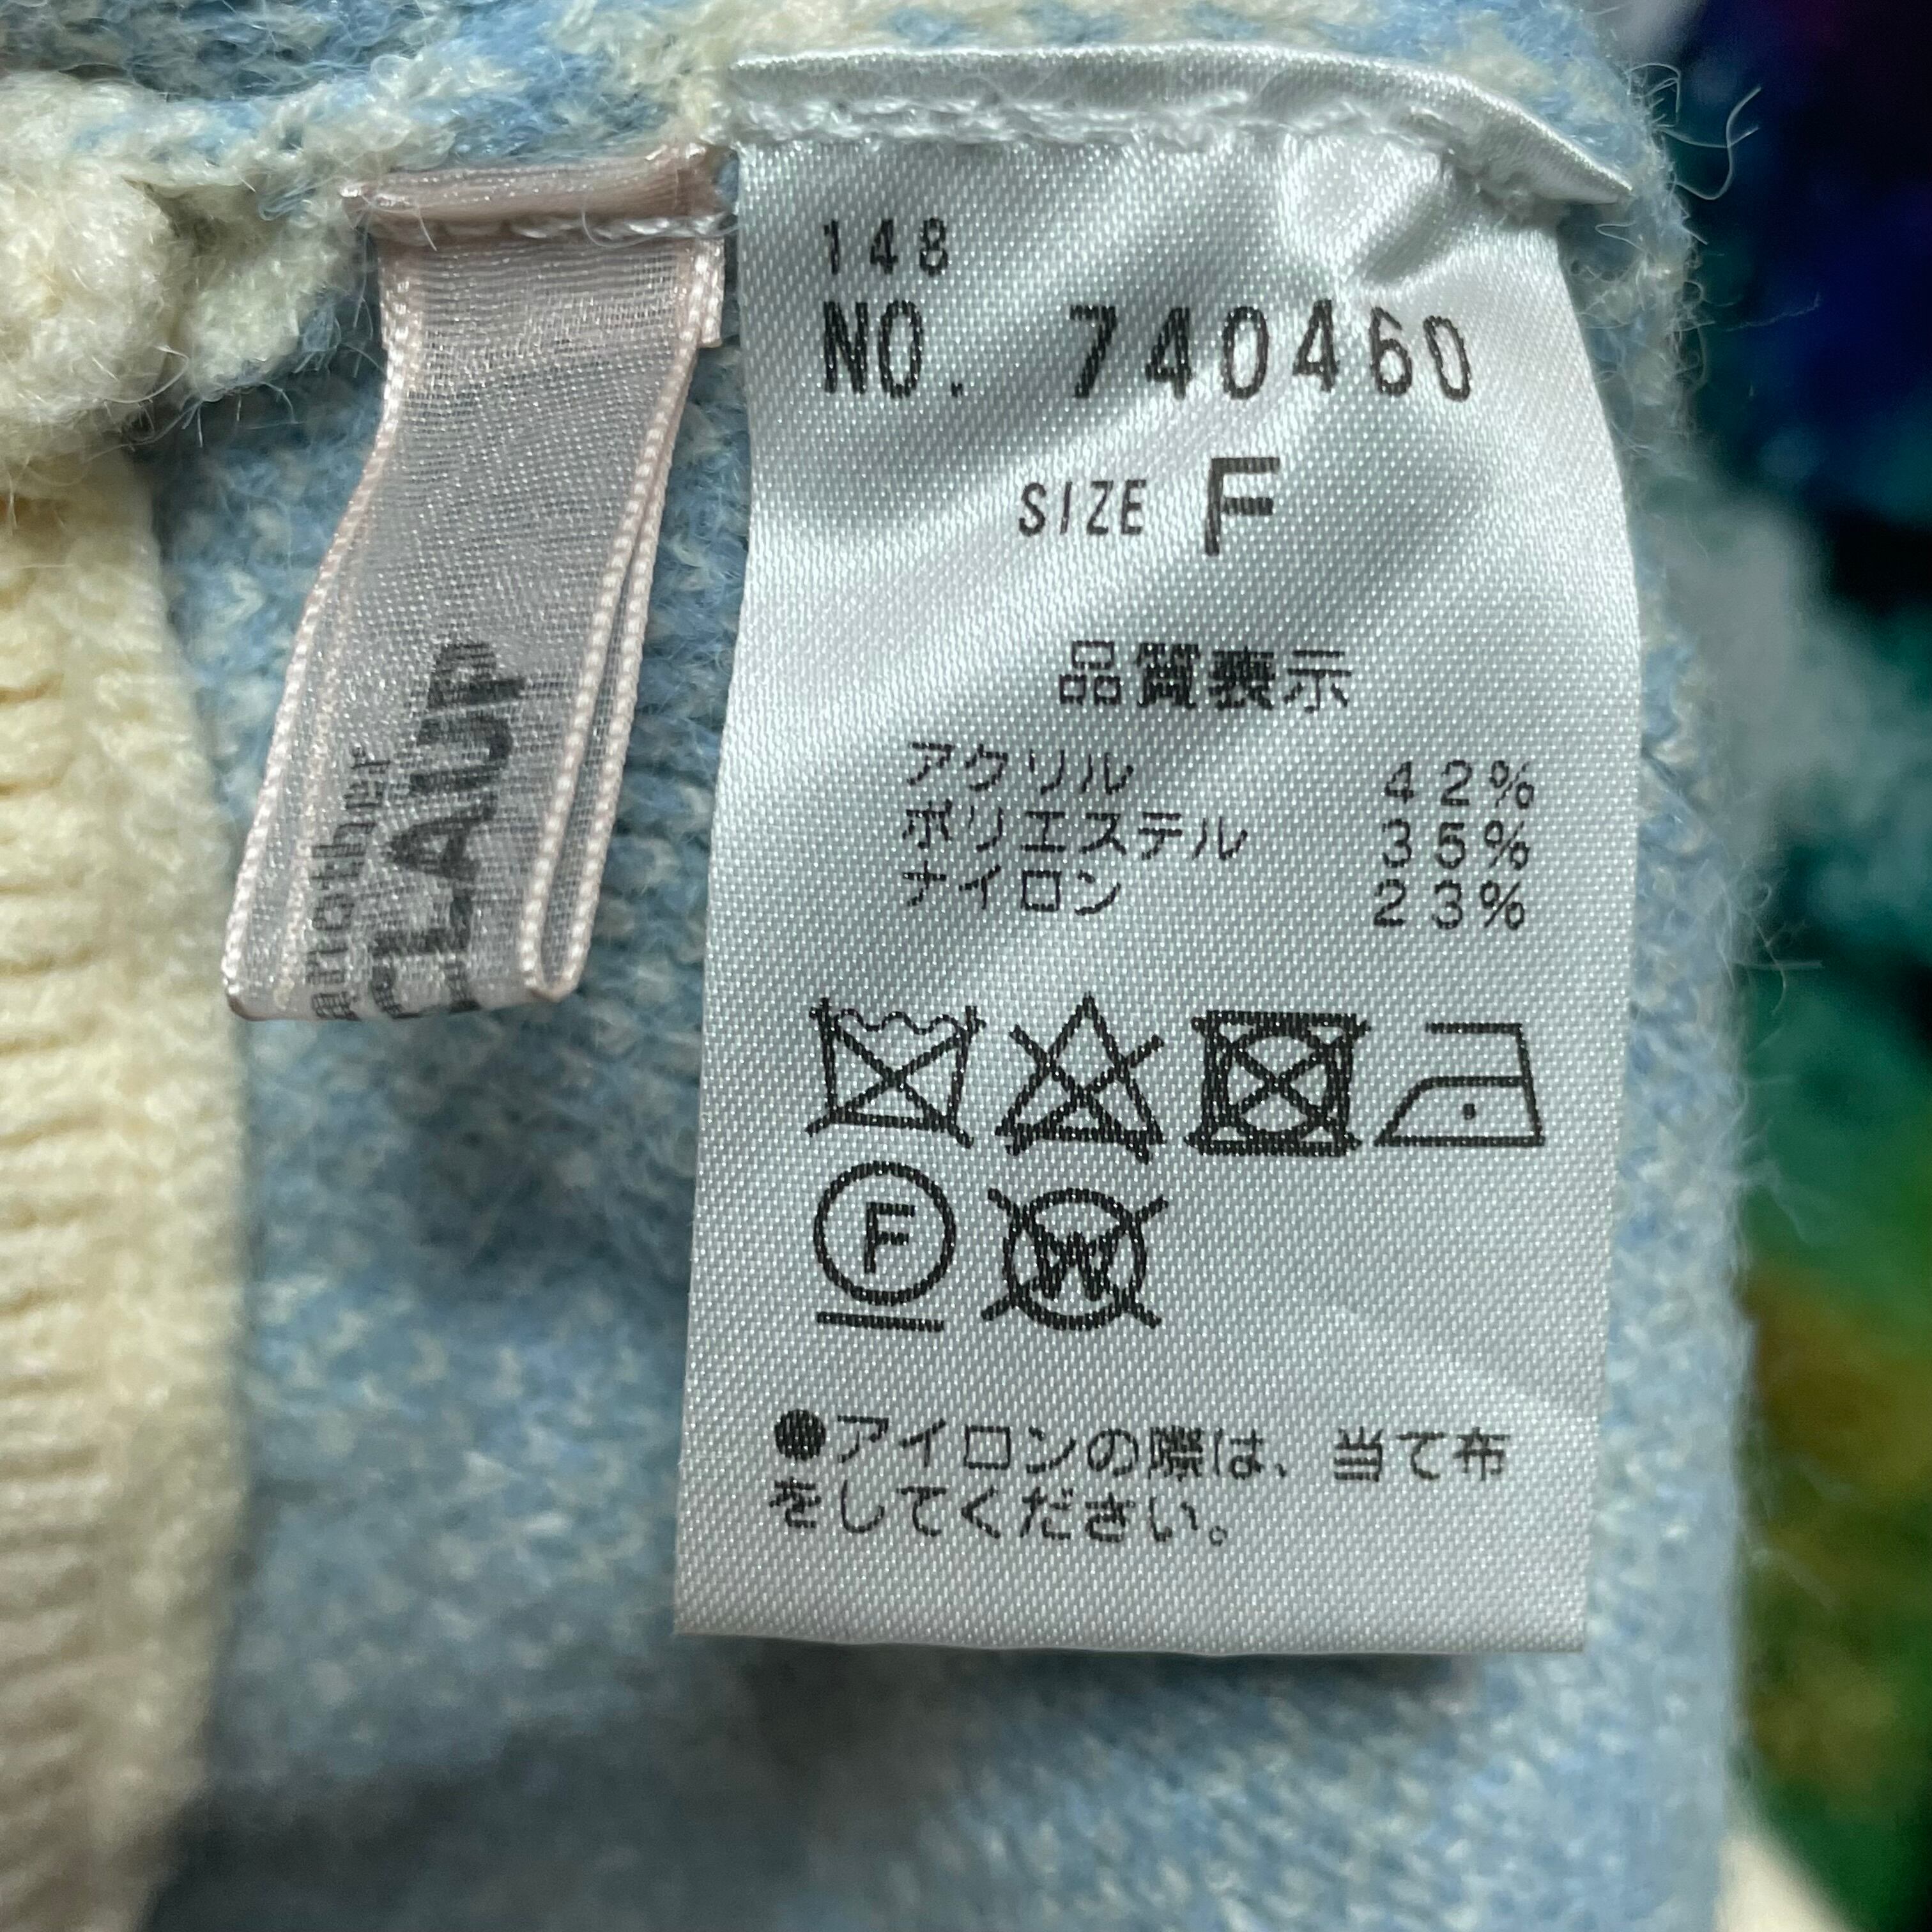 148
NO. 740460
SIZE F
品質表示
アクリル 42%
ポリエステル 35%
ナイロン 23%
F
W
●アイロンの際は、当て布
をしてください。
another